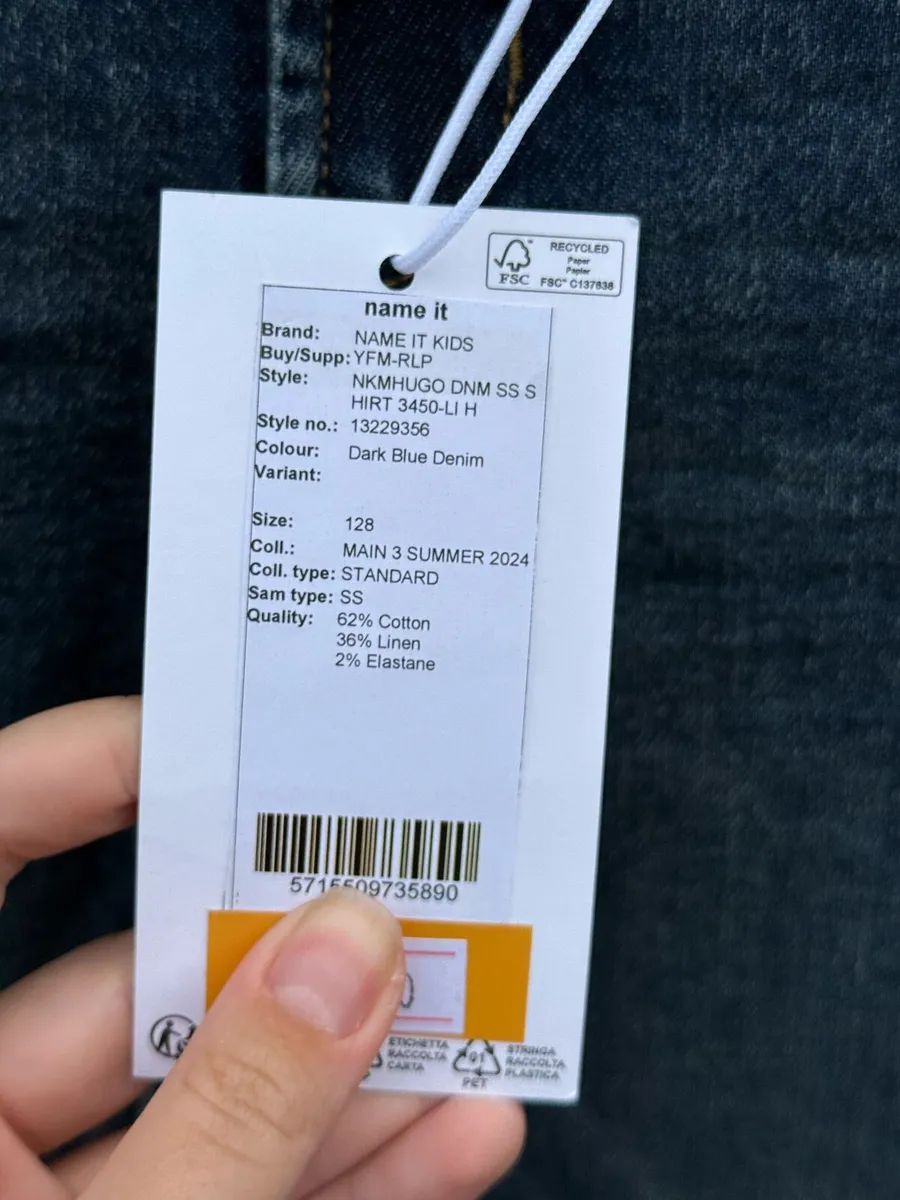 RECYCLED
Paper
Papier
FSC™ C137838
FSC
name it
Brand: NAME IT KIDS
Buy/Supp: YFM-RLP
Style: NKMHUGO DNM SS S
HIRT 3450-LI H
Style no.: 13229356
Colour: Dark Blue Denim
Variant:
Size: 128
Coll.: MAIN 3 SUMMER 2024
Coll. type: STANDARD
Sam type: SS
Quality: 62% Cotton
36% Linen
2% Elastane
5715509735890
0
ETICHETTA
RACCOLTA
CARTA
01
PET
STRINGA
RACCOLTA
PLASTICA